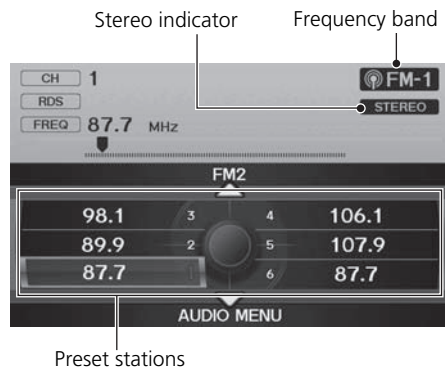 Stereo indicator Frequency band
CH 1 FM-1
RDS STEREO
FREQ 87.7 MHz
FM2
98.1 3 4 106.1
89.9 2 5 107.9
87.7 1 6 87.7
AUDIO MENU
Preset stations